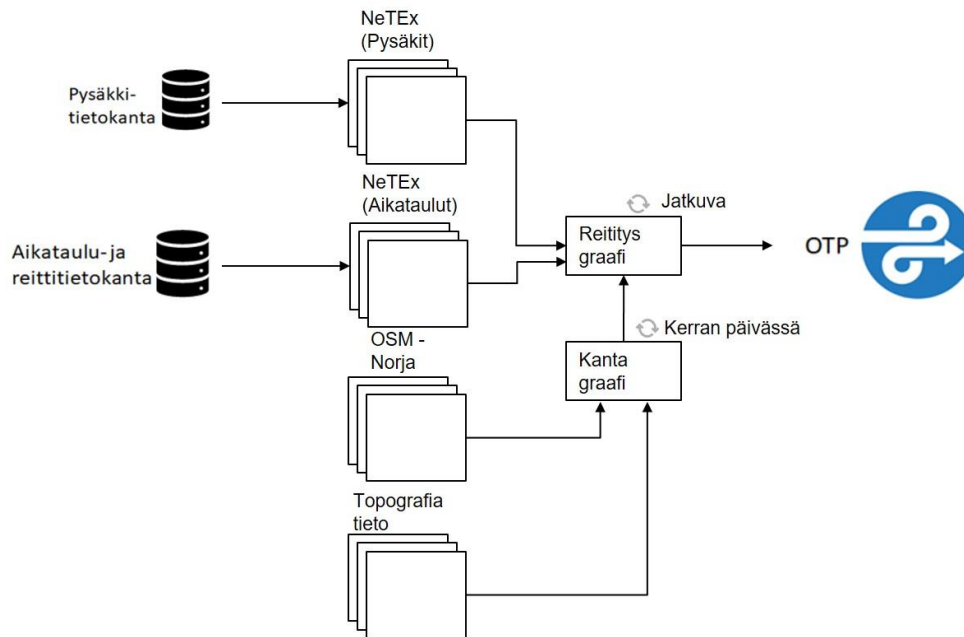 NeTEx
(Pysäkit)
Pysäkki-
tietokanta
NeTEx
(Aikataulut)
Aikataulu- ja
reittitietokanta
Jatkuva
Reititys
graafi
OTP
OSM -
Norja
Kerran päivässä
Kanta
graafi
Topografia
tieto